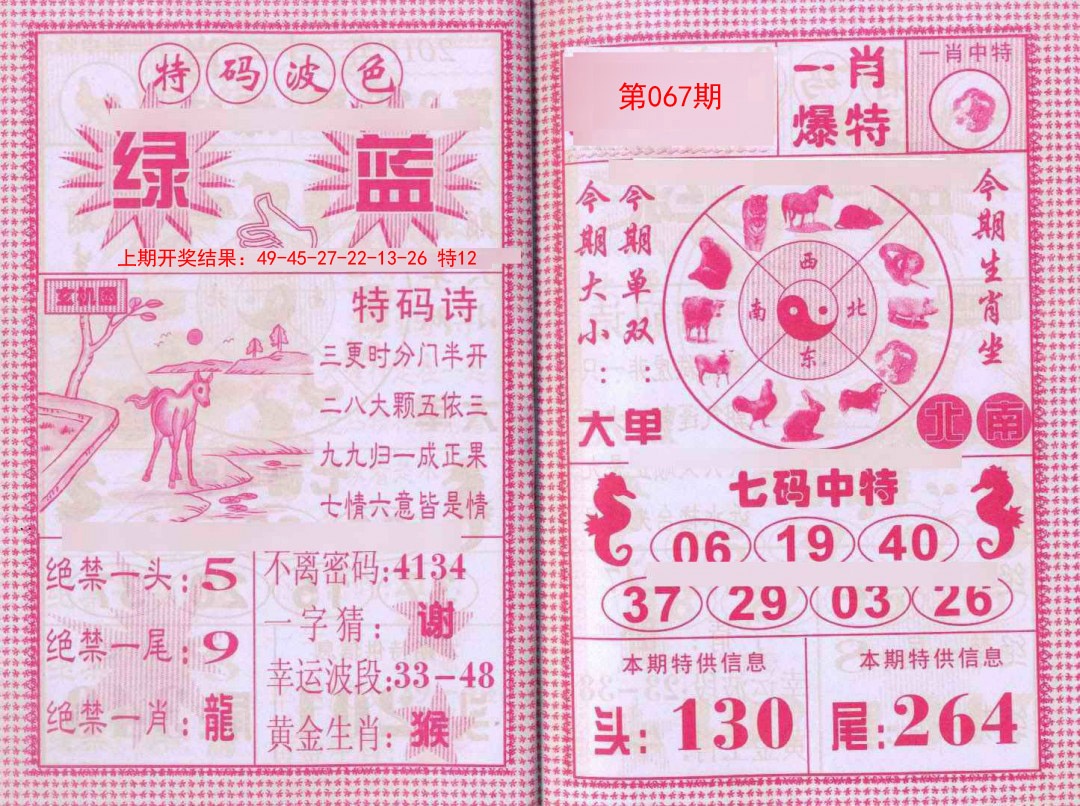 特码波色
绿 蓝
上期开奖结果：49-45-27-22-13-26 特12
玄机图
特码诗
三更时分门半开
二八大颗五依三
九九归一成正果
七情六意皆是情
绝禁一头:5
绝禁一尾:9
绝禁一肖:龍
不离密码:4134
一字猜:谢
幸运波段:33-48
黄金生肖:猴
第067期
一肖
爆特
一肖中特
今期大小:大
今期单双:单
西
南 北
东
今期生肖坐
北 南
七码中特
06 19 40
37 29 03 26
本期特供信息
头:130
本期特供信息
尾:264